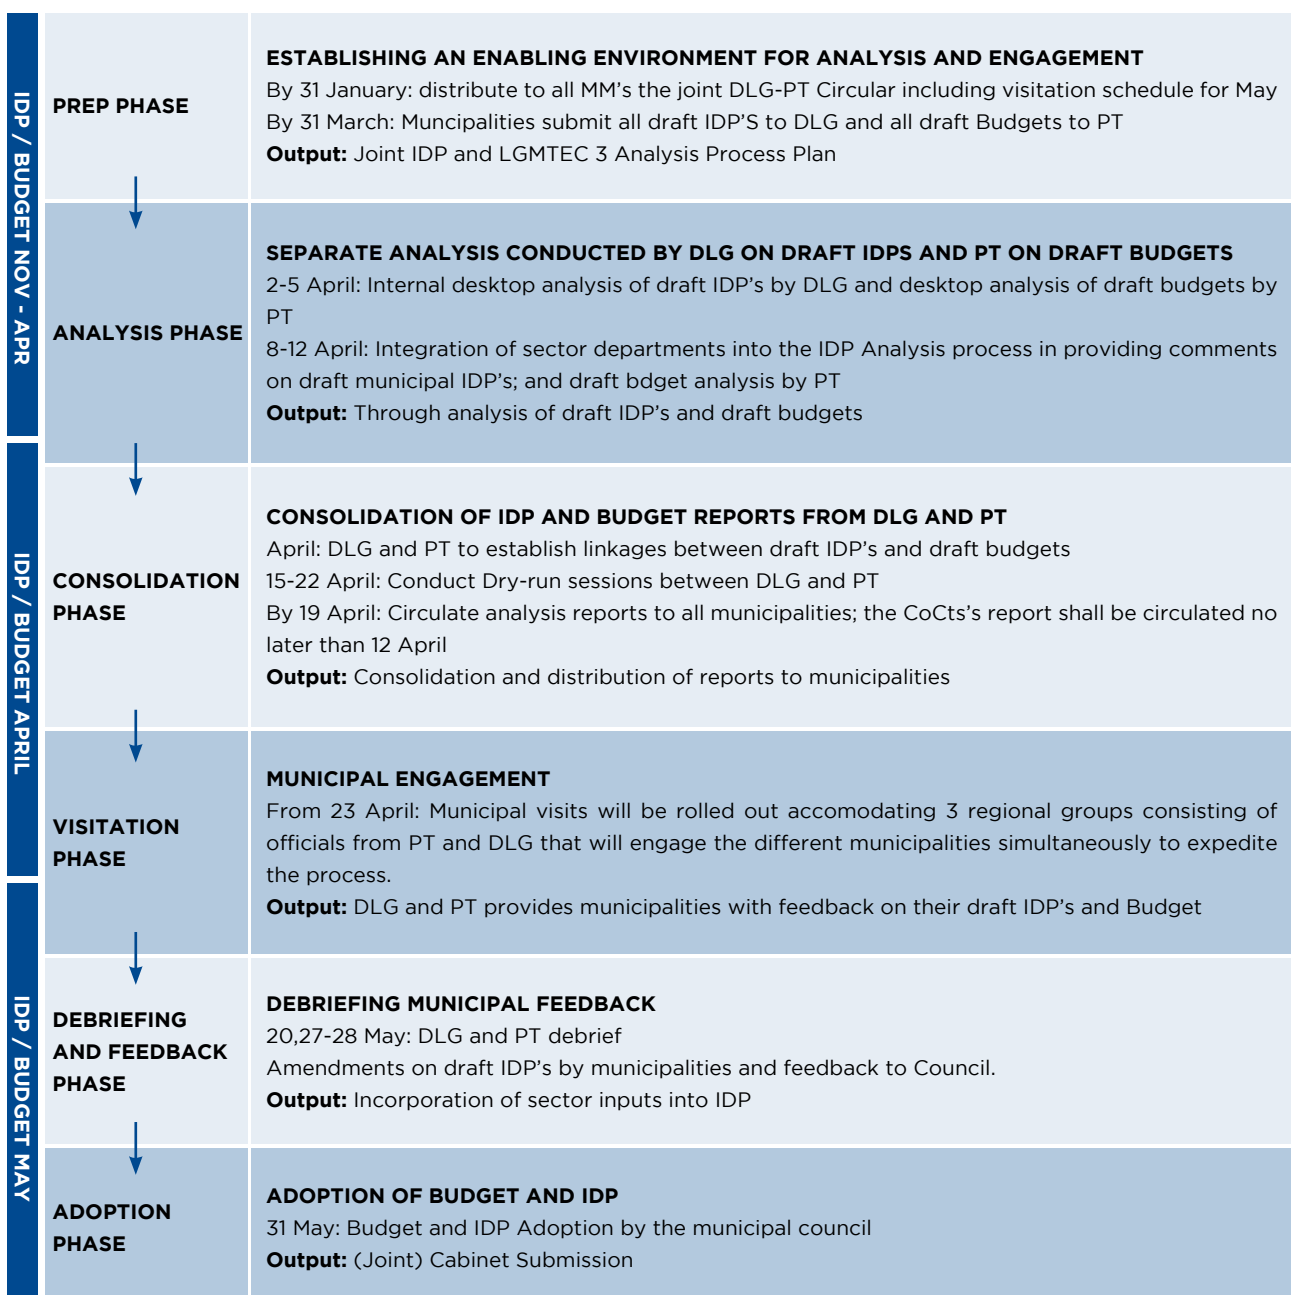 IDP / BUDGET NOV - APR
PREP PHASE
ESTABLISHING AN ENABLING ENVIRONMENT FOR ANALYSIS AND ENGAGEMENT
By 31 January: distribute to all MM's the joint DLG-PT Circular including visitation schedule for May
By 31 March: Muncipalities submit all draft IDP'S to DLG and all draft Budgets to PT
Output: Joint IDP and LGMTEC 3 Analysis Process Plan
ANALYSIS PHASE
SEPARATE ANALYSIS CONDUCTED BY DLG ON DRAFT IDPS AND PT ON DRAFT BUDGETS
2-5 April: Internal desktop analysis of draft IDP's by DLG and desktop analysis of draft budgets by
PT
8-12 April: Integration of sector departments into the IDP Analysis process in providing comments
on draft municipal IDP's; and draft bdget analysis by PT
Output: Through analysis of draft IDP's and draft budgets
IDP / BUDGET APRIL
CONSOLIDATION
PHASE
CONSOLIDATION OF IDP AND BUDGET REPORTS FROM DLG AND PT
April: DLG and PT to establish linkages between draft IDP's and draft budgets
15-22 April: Conduct Dry-run sessions between DLG and PT
By 19 April: Circulate analysis reports to all municipalities; the CoCts's report shall be circulated no
later than 12 April
Output: Consolidation and distribution of reports to municipalities
VISITATION
PHASE
MUNICIPAL ENGAGEMENT
From 23 April: Municipal visits will be rolled out accomodating 3 regional groups consisting of
officials from PT and DLG that will engage the different municipalities simultaneously to expedite
the process.
Output: DLG and PT provides municipalities with feedback on their draft IDP's and Budget
IDP / BUDGET MAY
DEBRIEFING
AND FEEDBACK
PHASE
DEBRIEFING MUNICIPAL FEEDBACK
20,27-28 May: DLG and PT debrief
Amendments on draft IDP's by municipalities and feedback to Council.
Output: Incorporation of sector inputs into IDP
ADOPTION
PHASE
ADOPTION OF BUDGET AND IDP
31 May: Budget and IDP Adoption by the municipal council
Output: (Joint) Cabinet Submission